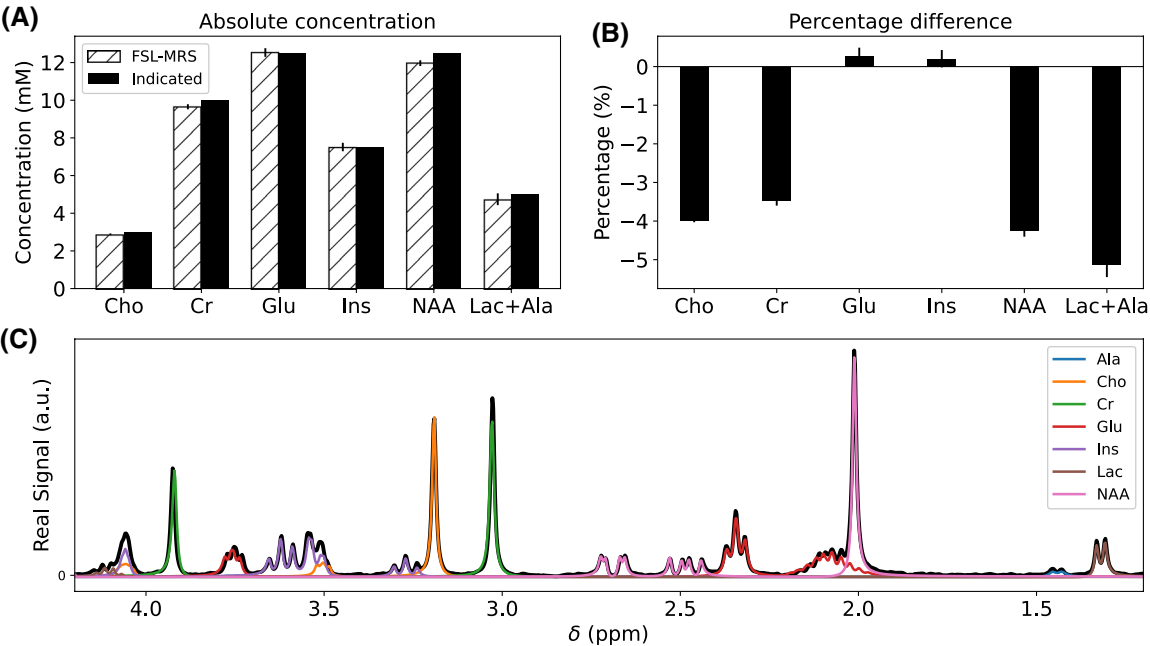 (A)
Absolute concentration
Concentration (mM)
12
10
8
6
4
2
0
FSL-MRS
Indicated
Cho
Cr
Glu
Ins
NAA
Lac+Ala
(B)
Percentage difference
Percentage (%)
0
−1
−2
−3
−4
−5
Cho
Cr
Glu
Ins
NAA
Lac+Ala
(C)
Real Signal (a.u.)
0
Ala
Cho
Cr
Glu
Ins
Lac
NAA
4.0
3.5
3.0
2.5
2.0
1.5
δ (ppm)